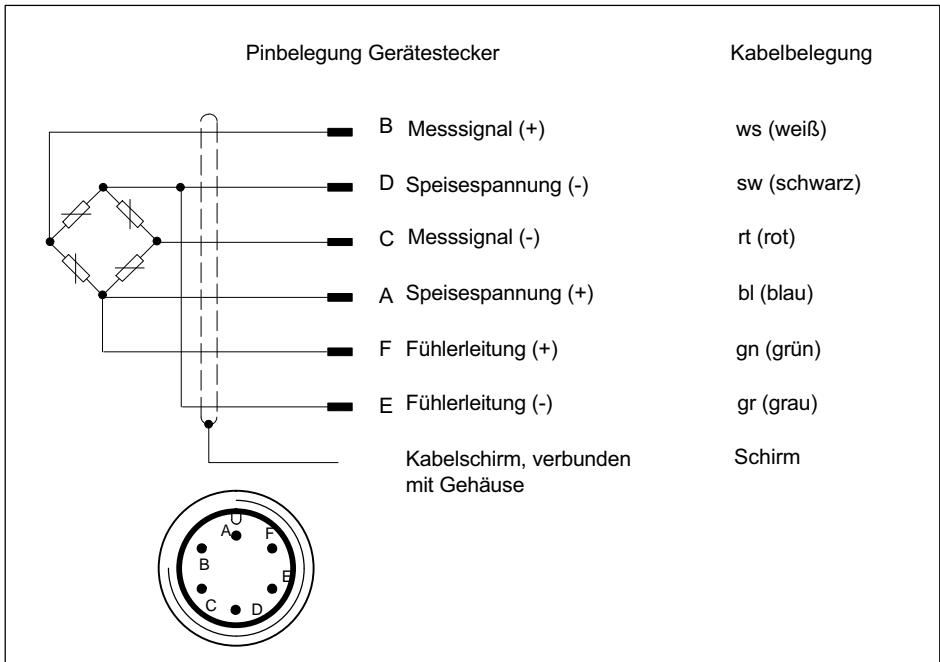 Pinbelegung Gerätestecker Kabelbelegung
B Messsignal (+) ws (weiß)
D Speisespannung (-) sw (schwarz)
C Messsignal (-) rt (rot)
A Speisespannung (+) bl (blau)
F Fühlerleitung (+) gn (grün)
E Fühlerleitung (-) gr (grau)
Kabelschirm, verbunden Schirm
mit Gehäuse
A F
B
E
C D